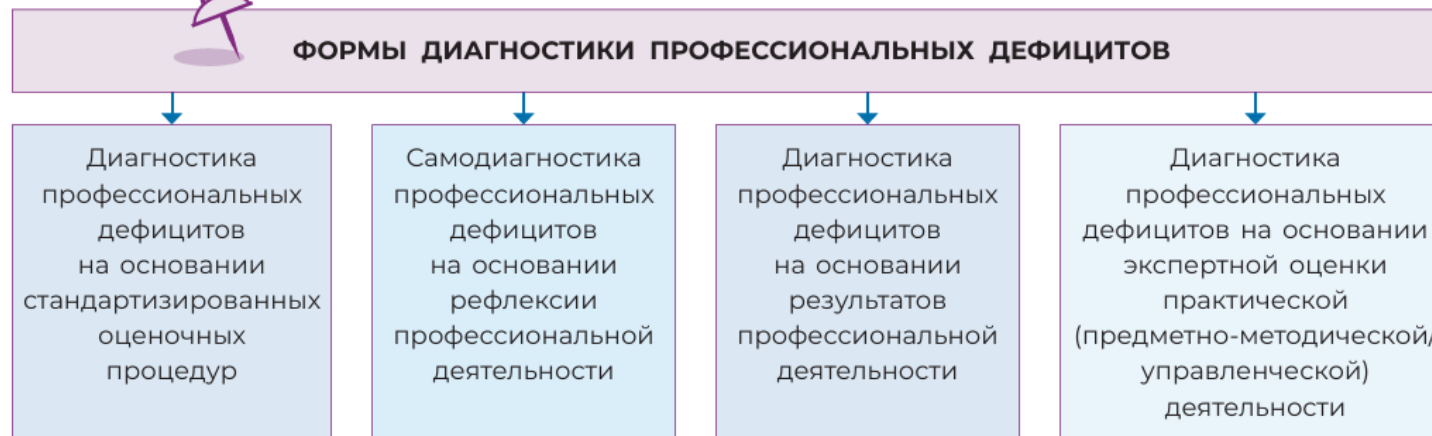 ФОРМЫ ДИАГНОСТИКИ ПРОФЕССИОНАЛЬНЫХ ДЕФИЦИТОВ
Диагностика
профессиональных
дефицитов
на основании
стандартизированных
оценочных
процедур
Самодиагностика
профессиональных
дефицитов
на основании
рефлексии
профессиональной
деятельности
Диагностика
профессиональных
дефицитов
на основании
результатов
профессиональной
деятельности
Диагностика
профессиональных
дефицитов на основании
экспертной оценки
практической
(предметно-методической/
управленческой)
деятельности